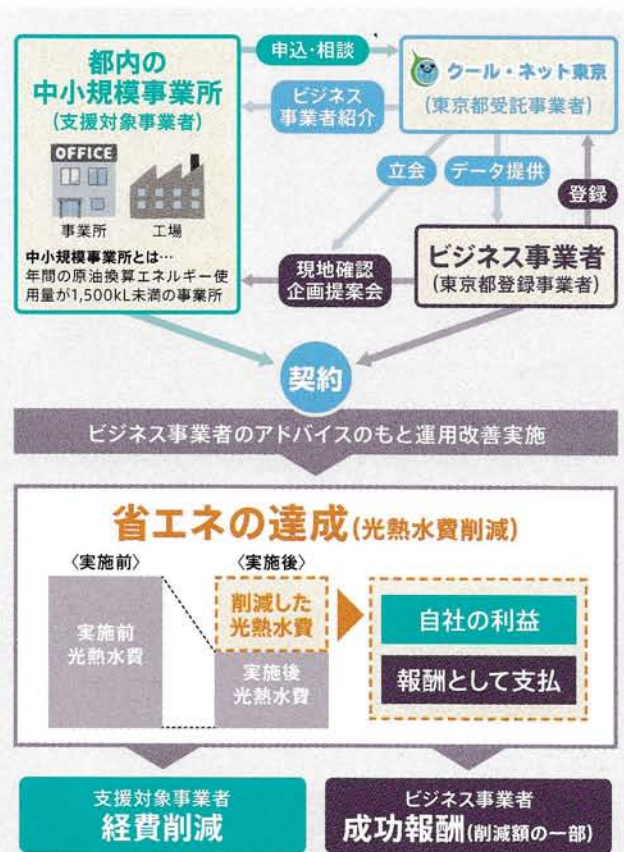 都内の
中小規模事業所
(支援対象事業者)
OFFICE
事業所
工場
中小規模事業所とは…
年間の原油換算エネルギー使
用量が1,500kL未満の事業所
申込・相談
ビジネス
事業者紹介
クール・ネット東京
(東京都受託事業者)
立会
データ提供
登録
現地確認
企画提案会
ビジネス事業者
(東京都登録事業者)
契約
ビジネス事業者のアドバイスのもと運用改善実施
省エネの達成(光熱水費削減)
〈実施前〉
〈実施後〉
実施前
光熱水費
削減した
光熱水費
実施後
光熱水費
自社の利益
報酬として支払
支援対象事業者
経費削減
ビジネス事業者
成功報酬(削減額の一部)